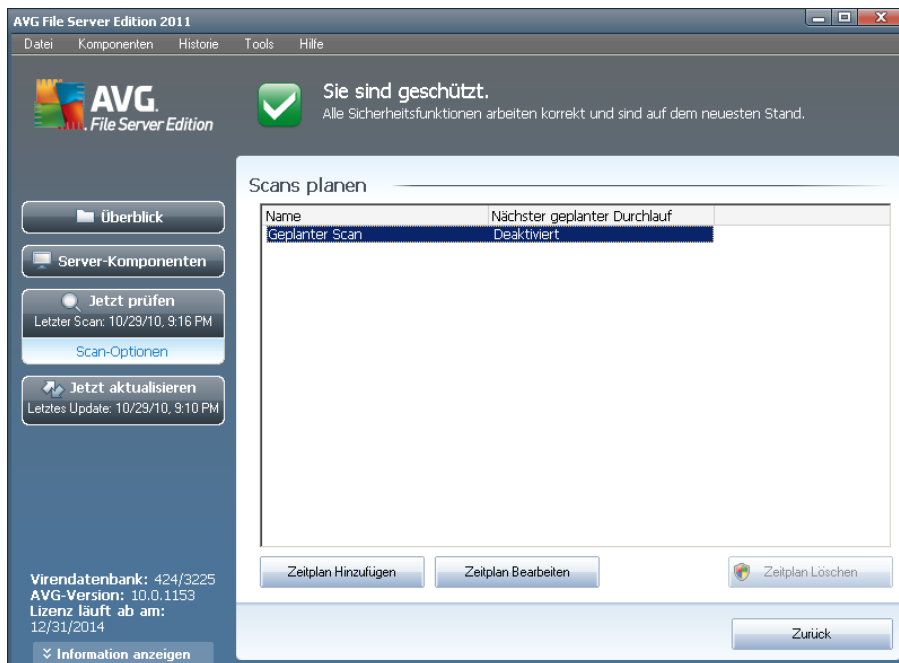 AVG File Server Edition 2011
Datei Komponenten Historie Tools Hilfe
AVG.
File Server Edition
Sie sind geschützt.
Alle Sicherheitsfunktionen arbeiten korrekt und sind auf dem neuesten Stand.
Überblick
Server-Komponenten
Jetzt prüfen
Letzter Scan: 10/29/10, 9:16 PM
Scan-Optionen
Jetzt aktualisieren
Letztes Update: 10/29/10, 9:10 PM
Virendatenbank: 424/3225
AVG-Version: 10.0.1153
Lizenz läuft ab am:
12/31/2014
Information anzeigen
Scans planen
Name Nächster geplanter Durchlauf
Geplanter Scan Deaktiviert
Zeitplan Hinzufügen Zeitplan Bearbeiten Zeitplan Löschen
Zurück